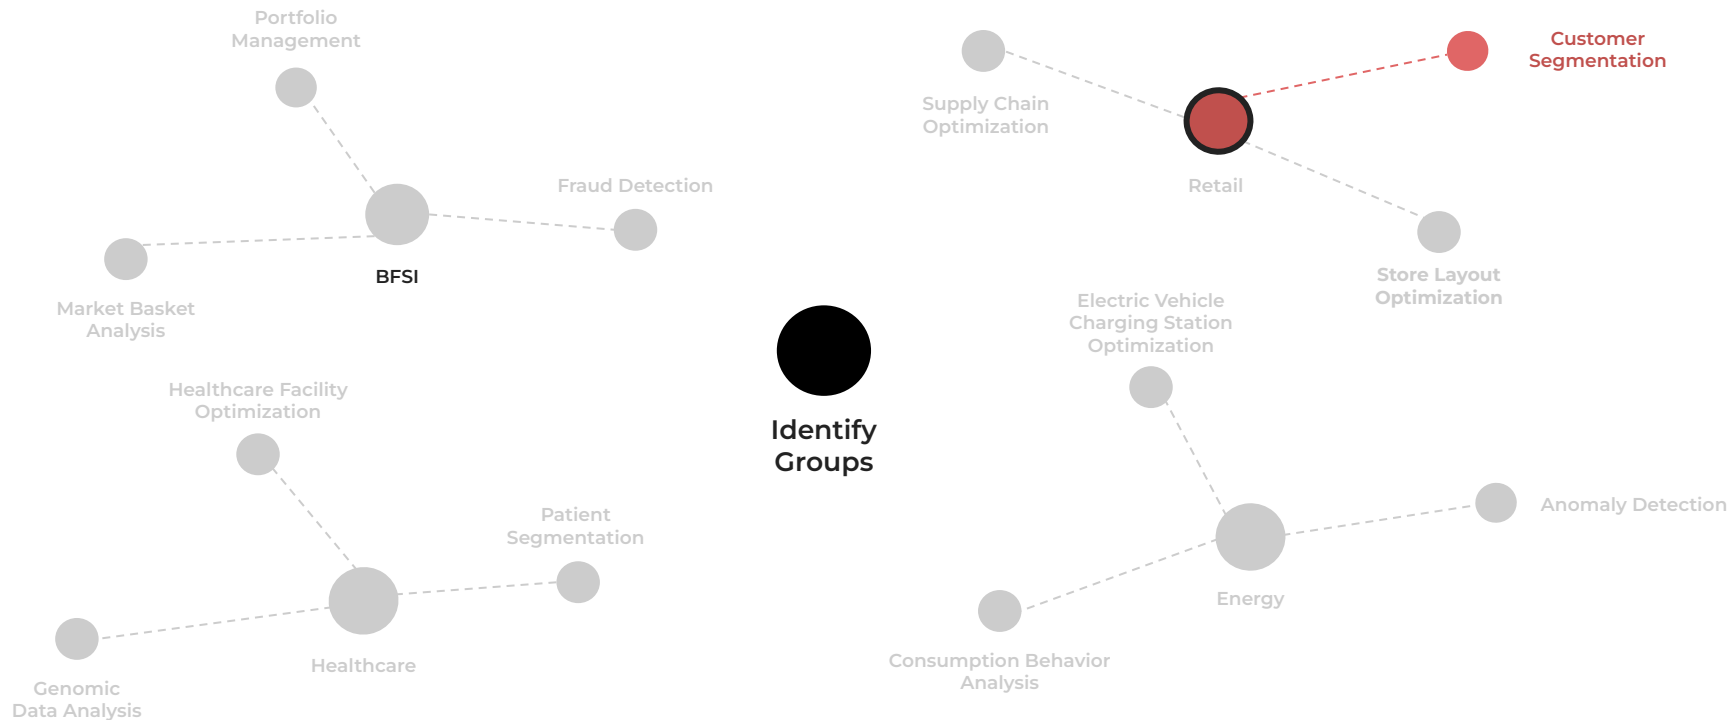 Portfolio
Management
Fraud Detection
BFSI
Market Basket
Analysis
Customer
Segmentation
Supply Chain
Optimization
Retail
Store Layout
Optimization
Identify
Groups
Healthcare Facility
Optimization
Patient
Segmentation
Healthcare
Genomic
Data Analysis
Electric Vehicle
Charging Station
Optimization
Anomaly Detection
Energy
Consumption Behavior
Analysis